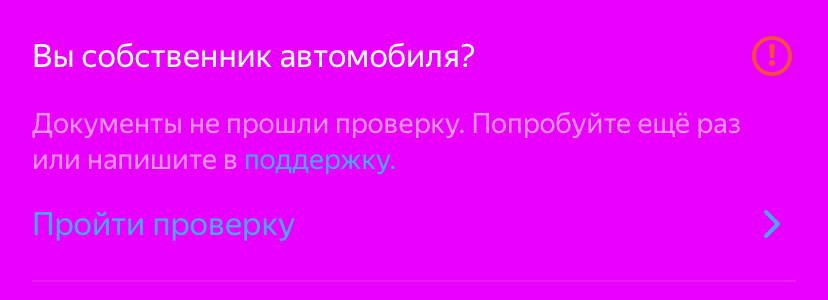 Вы собственник автомобиля?
Документы не прошли проверку. Попробуйте ещё раз
или напишите в поддержку.
Пройти проверку